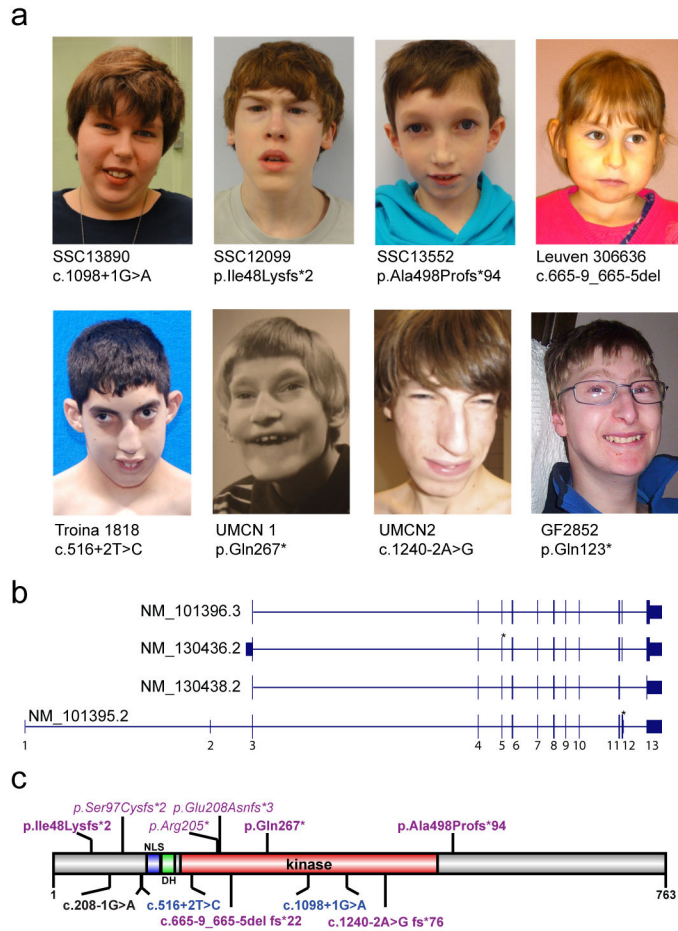 a
SSC13890
c.1098+1G>A
SSC12099
p.Ile48Lysfs*2
SSC13552
p.Ala498Profs*94
Leuven 306636
c.665-9_665-5del
Troina 1818
c.516+2T>C
UMCN 1
p.Gln267*
UMCN2
c.1240-2A>G
GF2852
p.Gln123*
b
NM_101396.3
NM_130436.2
*
NM_130438.2
NM_101395.2
*
1 2 3 4 5 6 7 8 9 10 11 12 13
c
p.Ser97Cysfs*2 p.Glu208Asnfs*3
p.Ile48Lysfs*2 p.Arg205* p.Gln267* p.Ala498Profs*94
NLS
kinase
DH
1 763
c.208-1G>A c.516+2T>C c.1098+1G>A
c.665-9_665-5del fs*22 c.1240-2A>G fs*76